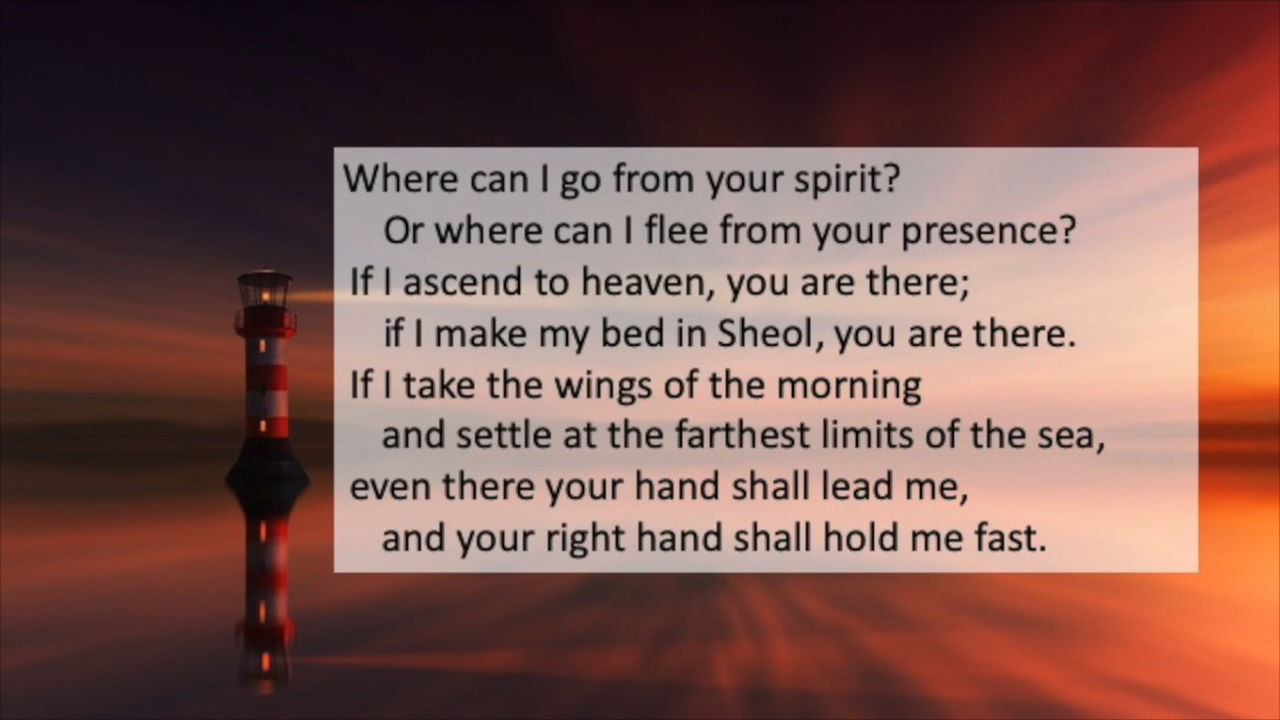 Where can I go from your spirit?
Or where can I flee from your presence?
If I ascend to heaven, you are there;
if I make my bed in Sheol, you are there.
If I take the wings of the morning
and settle at the farthest limits of the sea,
even there your hand shall lead me,
and your right hand shall hold me fast.